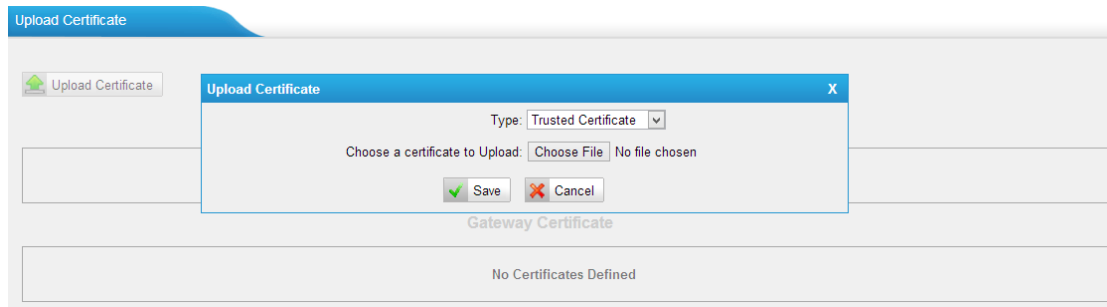 Upload Certificate
Upload Certificate
Upload Certificate X
Type: Trusted Certificate
Choose a certificate to Upload: Choose File No file chosen
Save Cancel
Gateway Certificate
No Certificates Defined